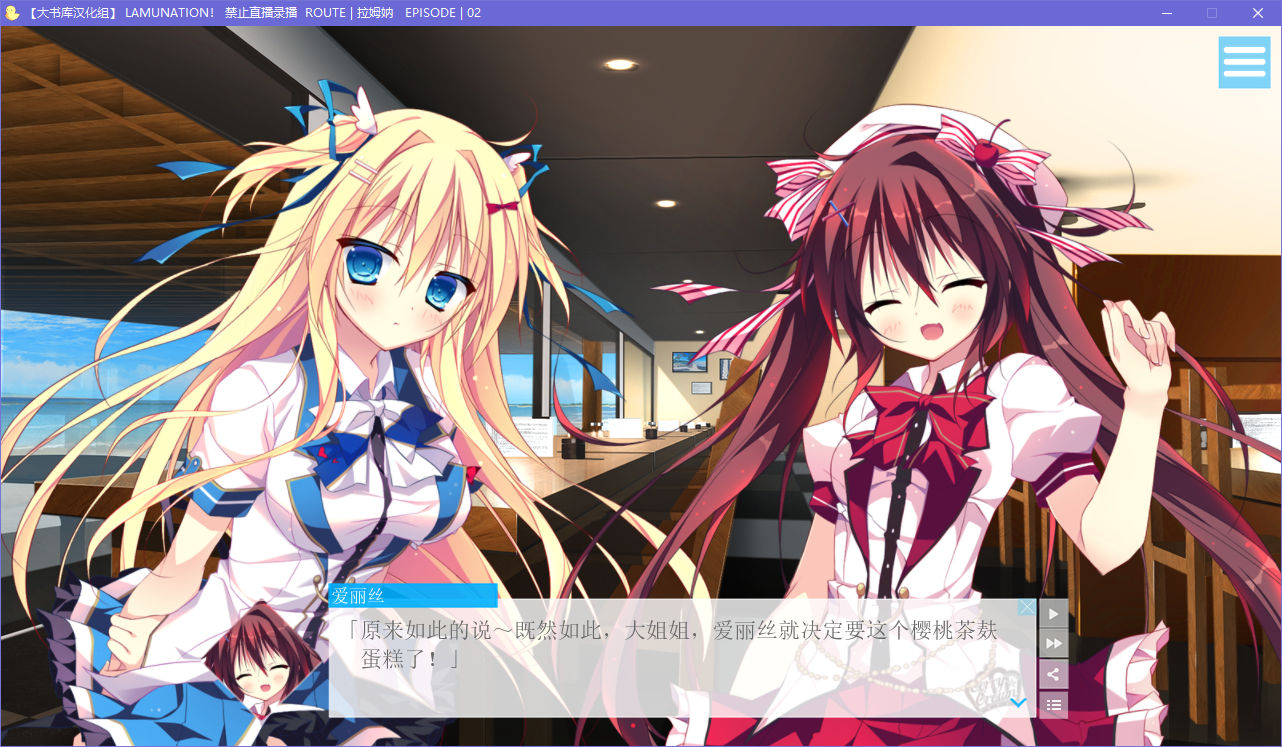 【大书库汉化组】 LAMUNATION! 禁止直播录播 ROUTE | 拉姆妠 EPISODE | 02
爱丽丝
「原来如此的说～既然如此，大姐姐，爱丽丝就决定要这个樱桃茶麸
蛋糕了！」